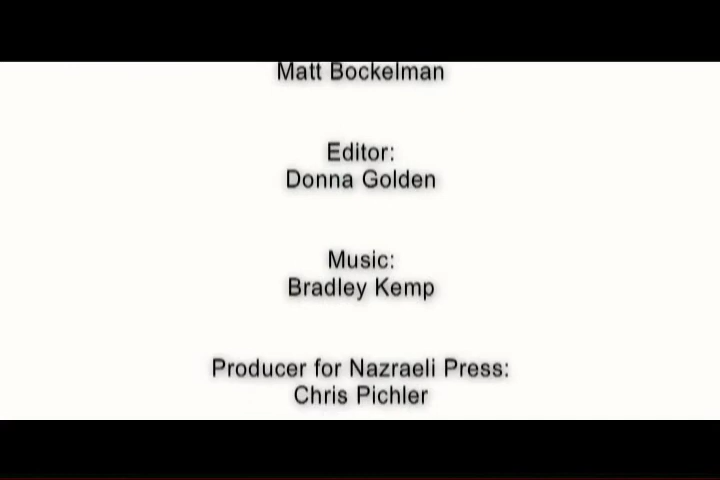 Matt Bockelman
Editor:
Donna Golden
Music:
Bradley Kemp
Producer for Nazraeli Press:
Chris Pichler